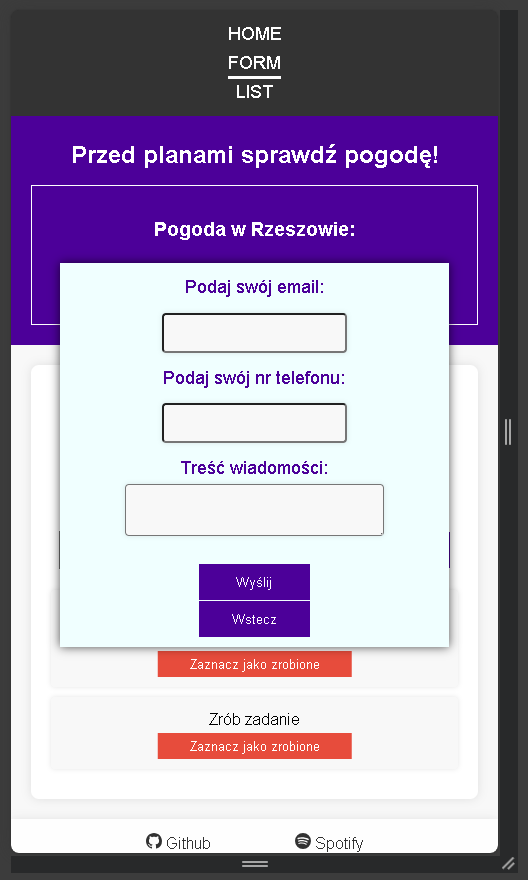 HOME
FORM
LIST
Przed planami sprawdź pogodę!
Pogoda w Rzeszowie:
Podaj swój email:
Podaj swój nr telefonu:
Treść wiadomości:
Wyślij
Wstecz
Zaznacz jako zrobione
Zrób zadanie
Zaznacz jako zrobione
Github Spotify